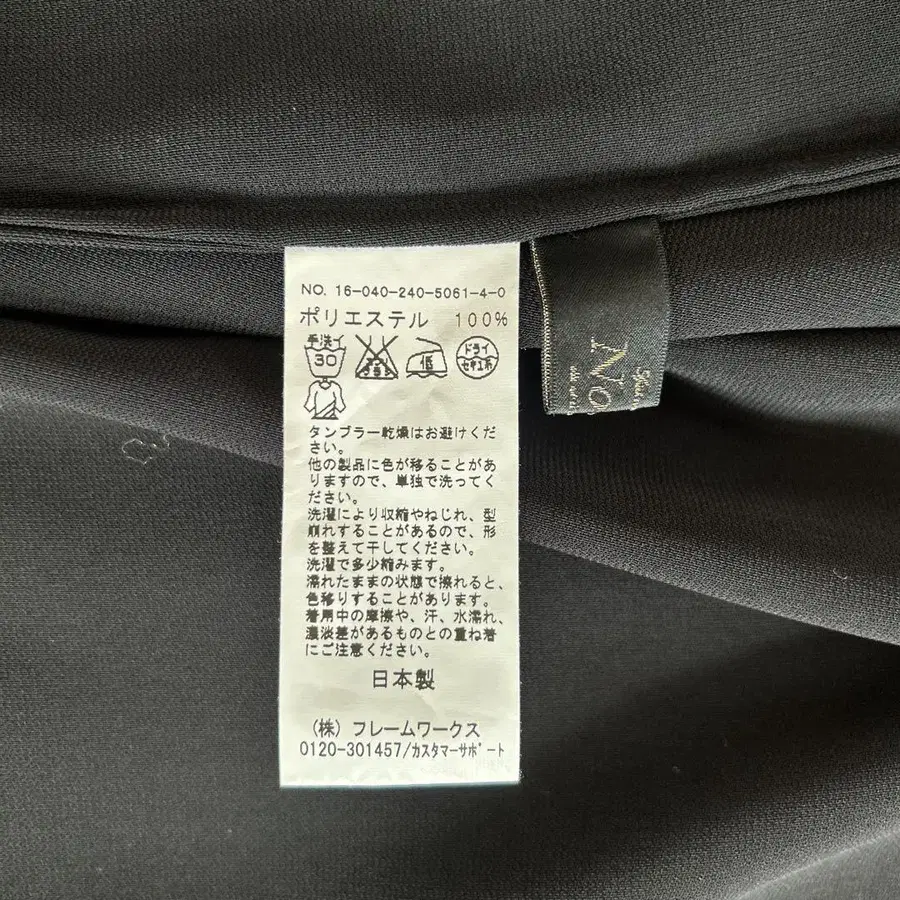 NO. 16-040-240-5061-4-0
ポリエステル 100%
手洗イ
30
低
ドライ
セキユ系
タンブラー乾燥はお避けくだ
さい。
他の製品に色が移ることがあ
りますので、単独で洗ってく
ださい。
洗濯により収縮やねじれ、型
崩れすることがあるので、形
を整えて干してください。
洗濯で多少縮みます。
濡れたままの状態で擦れると、
色移りすることがあります。
着用中の摩擦や、汗、水濡れ、
濃淡差があるものとの重ね着
にご注意ください。
日本製
(株) フレームワークス
0120-301457/カスタマーサポート
No